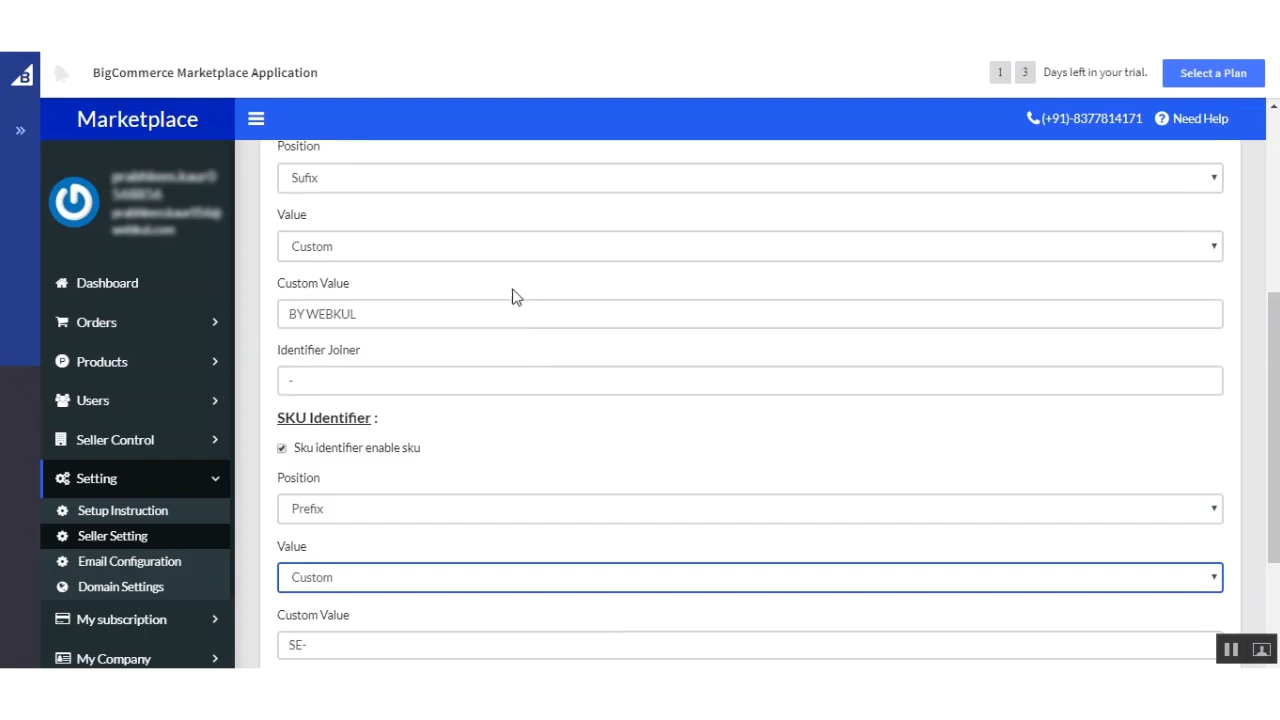 BigCommerce Marketplace Application
1 3 Days left in your trial.
Select a Plan
Marketplace
(+91)-8377814171
Need Help
Dashboard
Orders
Products
Users
Seller Control
Setting
Setup Instruction
Seller Setting
Email Configuration
Domain Settings
My subscription
My Company
Position
Sufix
Value
Custom
Custom Value
BY WEBKUL
Identifier Joiner
-
SKU Identifier :
Sku identifier enable sku
Position
Prefix
Value
Custom
Custom Value
SE-